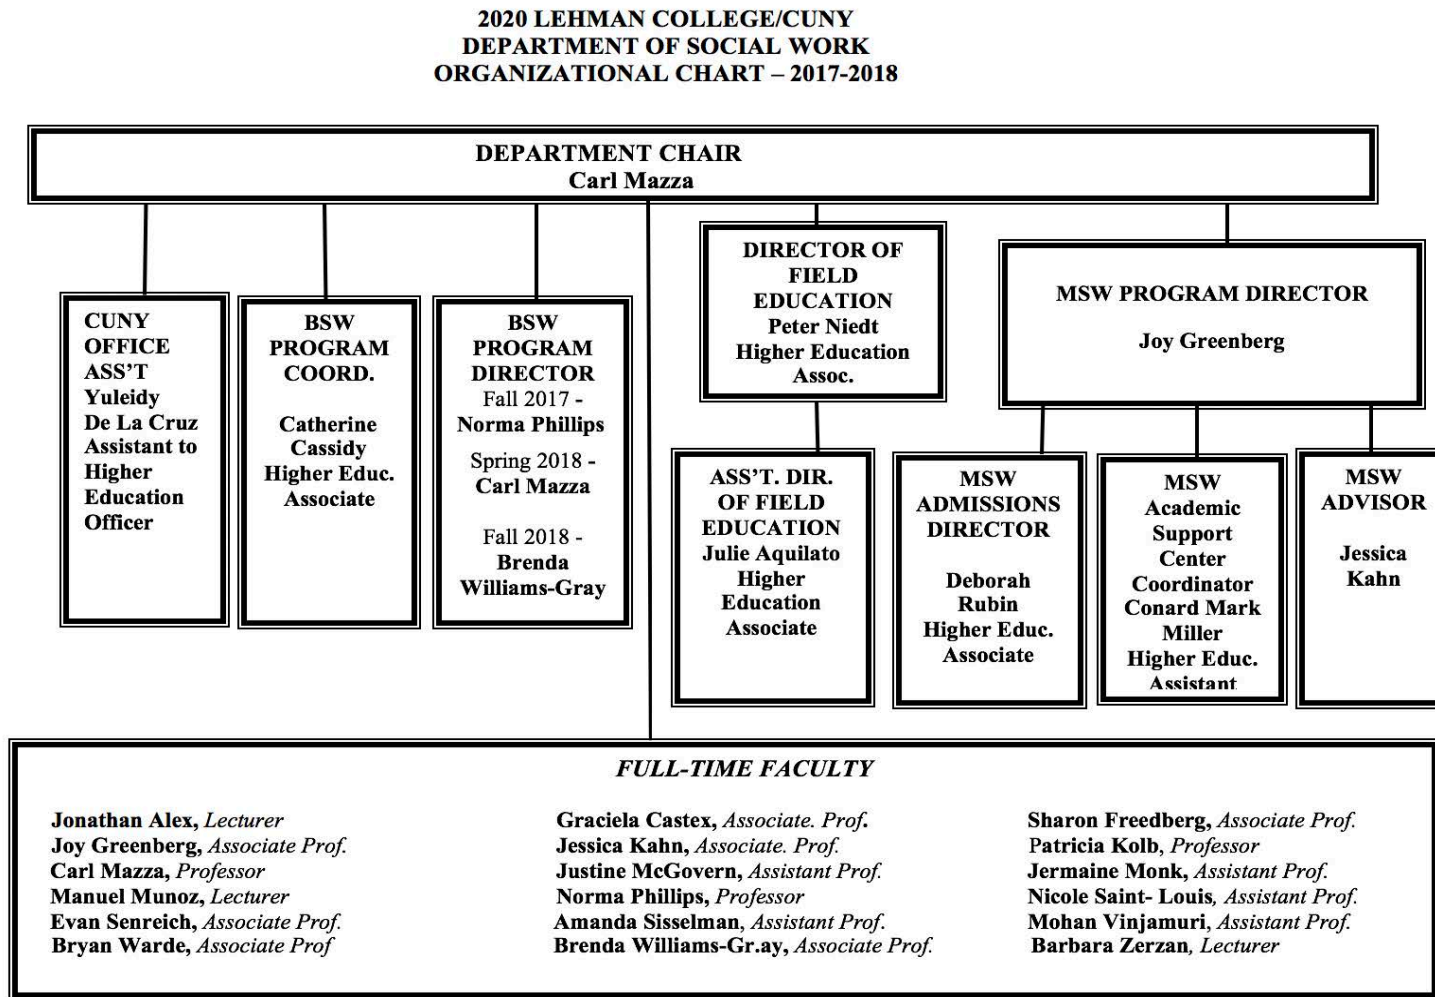 2020 LEHMAN COLLEGE/CUNY
DEPARTMENT OF SOCIAL WORK
ORGANIZATIONAL CHART – 2017-2018
DEPARTMENT CHAIR
Carl Mazza
CUNY
OFFICE
ASS'T
Yuleidy
De La Cruz
Assistant to
Higher
Education
Officer
BSW
PROGRAM
COORD.
Catherine
Cassidy
Higher Educ.
Associate
BSW
PROGRAM
DIRECTOR
Fall 2017 -
Norma Phillips
Spring 2018 -
Carl Mazza
Fall 2018 -
Brenda
Williams-Gray
DIRECTOR OF
FIELD
EDUCATION
Peter Niedt
Higher Education
Assoc.
ASS'T. DIR.
OF FIELD
EDUCATION
Julie Aquilato
Higher
Education
Associate
MSW PROGRAM DIRECTOR
Joy Greenberg
MSW
ADMISSIONS
DIRECTOR
Deborah
Rubin
Higher Educ.
Associate
MSW
Academic
Support
Center
Coordinator
Conard Mark
Miller
Higher Educ.
Assistant
MSW
ADVISOR
Jessica
Kahn
FULL-TIME FACULTY
Jonathan Alex, Lecturer
Joy Greenberg, Associate Prof.
Carl Mazza, Professor
Manuel Munoz, Lecturer
Evan Senreich, Associate Prof.
Bryan Warde, Associate Prof
Graciela Castex, Associate. Prof.
Jessica Kahn, Associate. Prof.
Justine McGovern, Assistant Prof.
Norma Phillips, Professor
Amanda Sisselman, Assistant Prof.
Brenda Williams-Gr.ay, Associate Prof.
Sharon Freedberg, Associate Prof.
Patricia Kolb, Professor
Jermaine Monk, Assistant Prof.
Nicole Saint- Louis, Assistant Prof.
Mohan Vinjamuri, Assistant Prof.
Barbara Zerzan, Lecturer